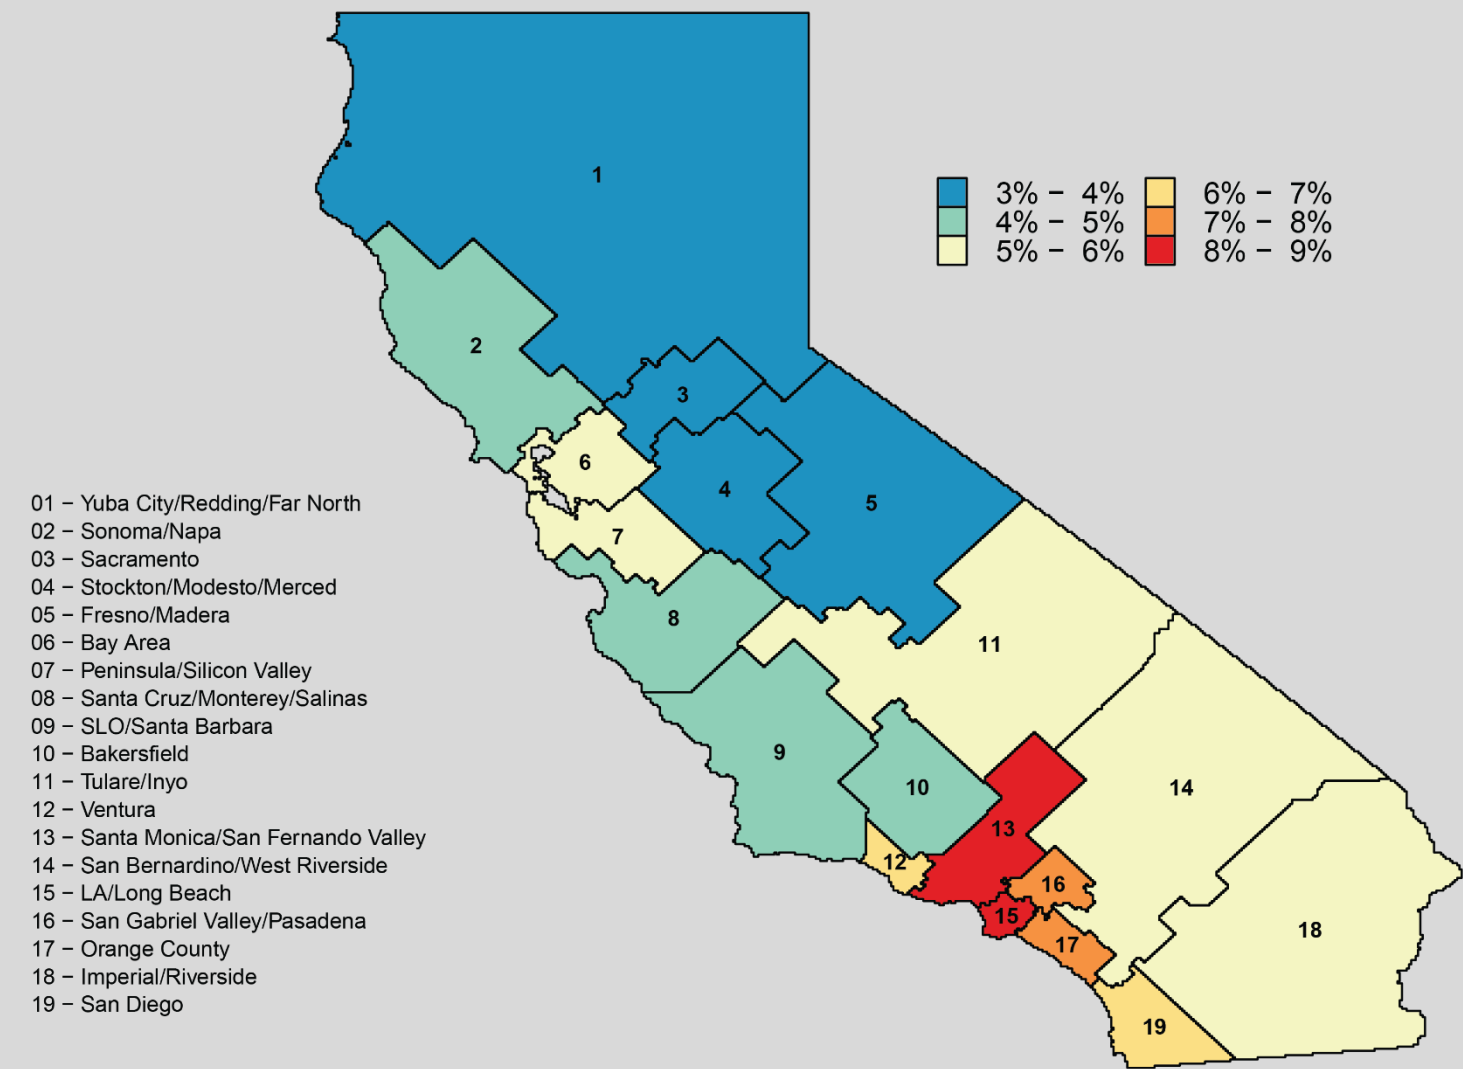 1
3% − 4% 6% − 7%
4% − 5% 7% − 8%
5% − 6% 8% − 9%
2
3
6
4
5
7
8
11
9
10
14
13
12
16
15
18
17
19
01 − Yuba City/Redding/Far North
02 − Sonoma/Napa
03 − Sacramento
04 − Stockton/Modesto/Merced
05 − Fresno/Madera
06 − Bay Area
07 − Peninsula/Silicon Valley
08 − Santa Cruz/Monterey/Salinas
09 − SLO/Santa Barbara
10 − Bakersfield
11 − Tulare/Inyo
12 − Ventura
13 − Santa Monica/San Fernando Valley
14 − San Bernardino/West Riverside
15 − LA/Long Beach
16 − San Gabriel Valley/Pasadena
17 − Orange County
18 − Imperial/Riverside
19 − San Diego